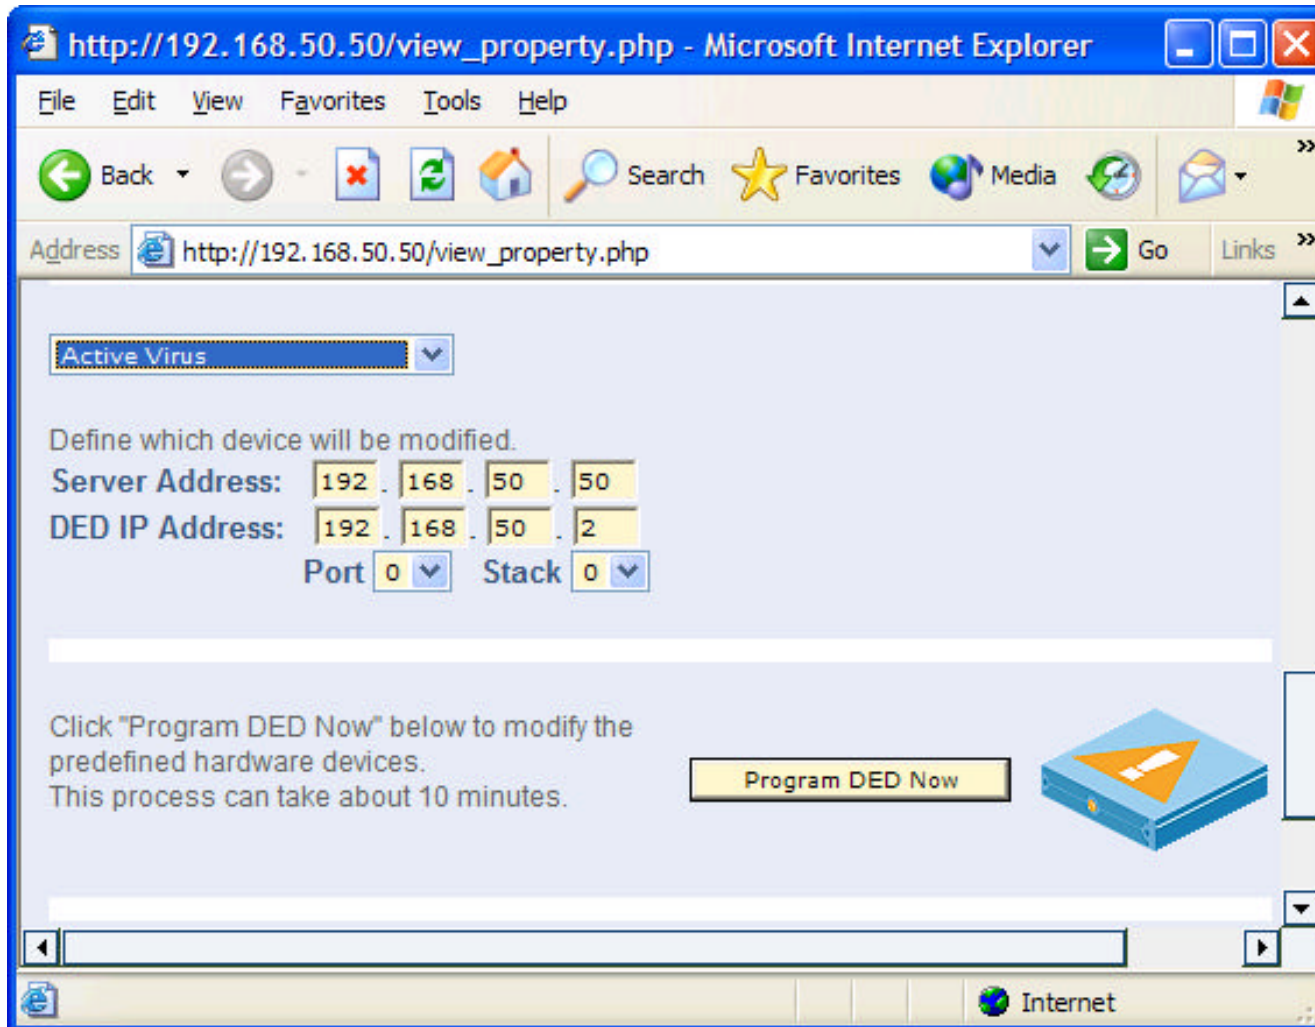 http://192.168.50.50/view_property.php - Microsoft Internet Explorer
File Edit View Favorites Tools Help
Back Search Favorites Media »
Address http://192.168.50.50/view_property.php Go Links »
Active Virus
Define which device will be modified.
Server Address: 192 . 168 . 50 . 50
DED IP Address: 192 . 168 . 50 . 2
Port 0 Stack 0
Click "Program DED Now" below to modify the
predefined hardware devices.
This process can take about 10 minutes.
Program DED Now
Internet